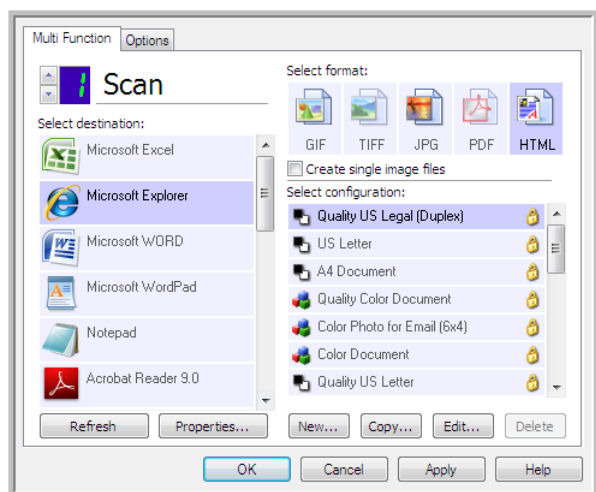 Multi Function
Options
1 Scan
Select destination:
Microsoft Excel
Microsoft Explorer
Microsoft WORD
Microsoft WordPad
Notepad
Acrobat Reader 9.0
Refresh
Properties...
Select format:
GIF TIFF JPG PDF HTML
Create single image files
Select configuration:
Quality US Legal (Duplex)
US Letter
A4 Document
Quality Color Document
Color Photo for Email (6x4)
Color Document
Quality US Letter
New... Copy... Edit... Delete
OK Cancel Apply Help